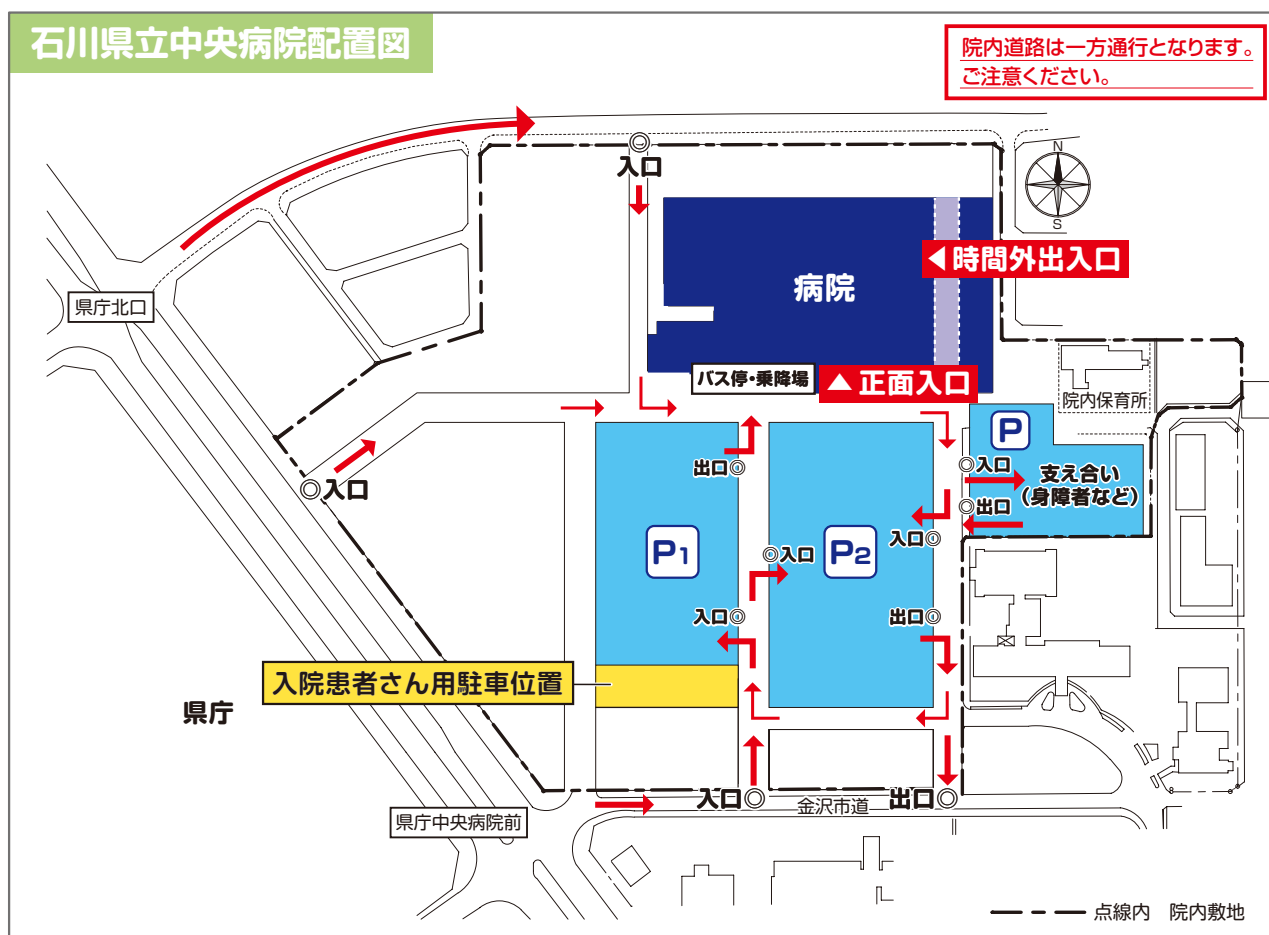 石川県立中央病院配置図
院内道路は一方通行となります。
ご注意ください。
入口
N
S
時間外出入口
病院
県庁北口
バス停・乗降場
正面入口
院内保育所
P
出口
入口
入口
支え合い
（身障者など）
出口
P1
入口
P2
入口
入口
出口
入院患者さん用駐車位置
県庁
入口
金沢市道
出口
県庁中央病院前
点線内　院内敷地